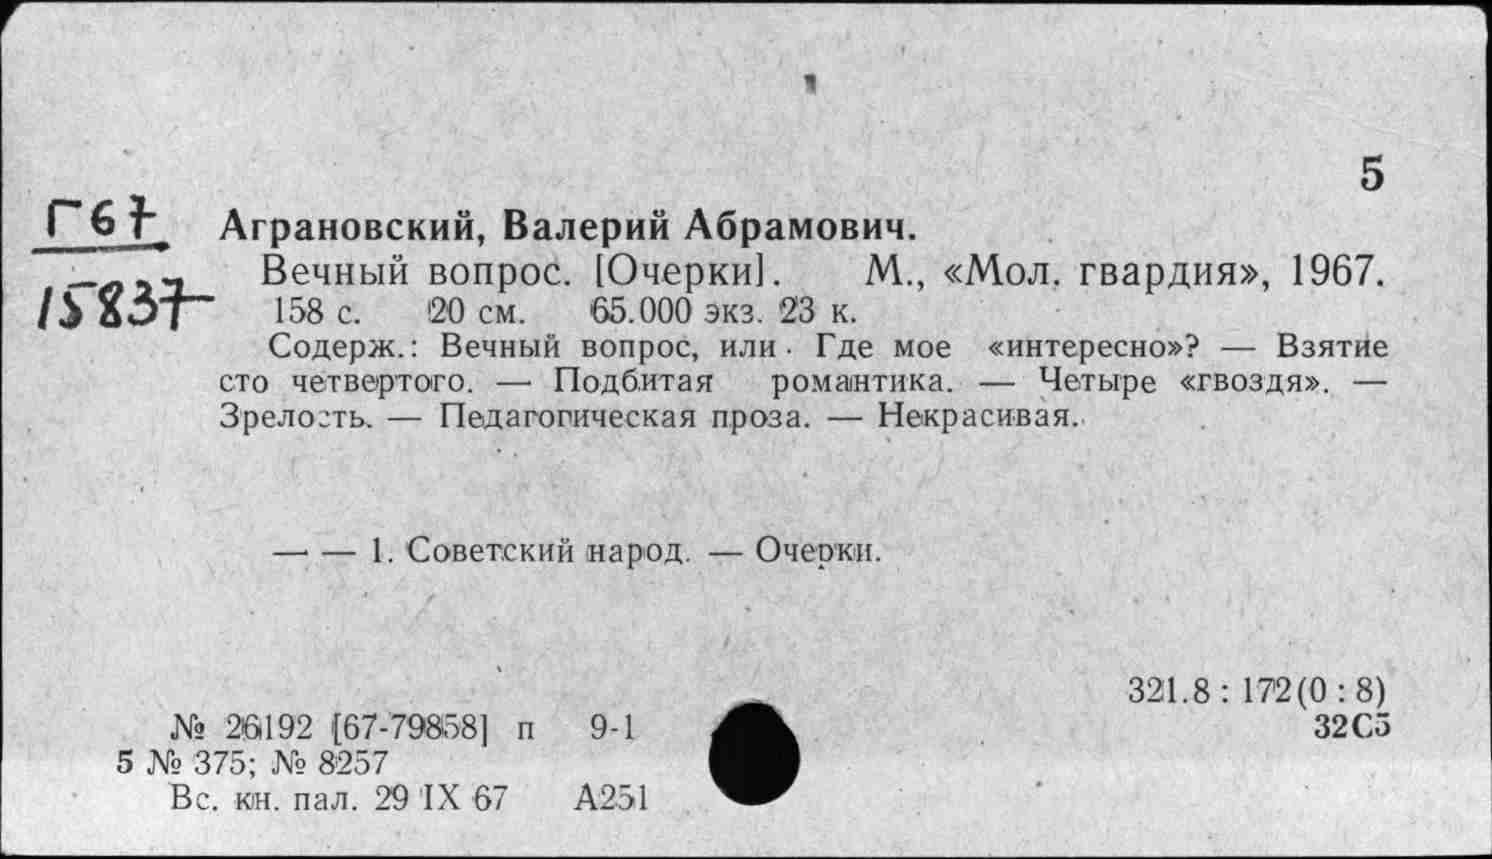 5
Г67
15837
Аграновский, Валерий Абрамович.
Вечный вопрос. [Очерки]. М., «Мол. гвардия», 1967.
158 с. 20 см. 65.000 экз. 23 к.
Содерж.: Вечный вопрос, или Где мое «интересно»? — Взятие
сто четвертого. — Подбитая романтика. — Четыре «гвоздя». —
Зрелость. — Педагогическая проза. — Некрасивая.
— — 1. Советский народ. — Очерки.
321.8 : 172(0 : 8)
№ 26192 [67-79858] п 9-1 32С5
5 № 375; № 8257
Вс. кн. пал. 29 IX 67 А251